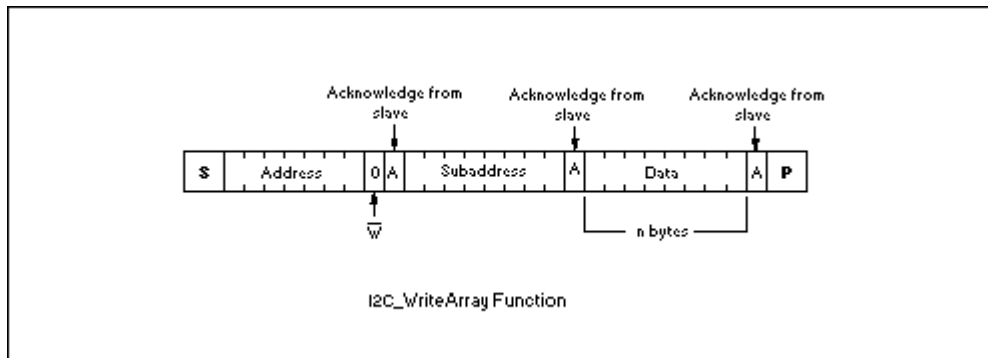 Acknowledge from
slave
Acknowledge from
slave
Acknowledge from
slave
S Address 0 A Subaddress A Data A P
W̅
n bytes
I2C_WriteArray Function